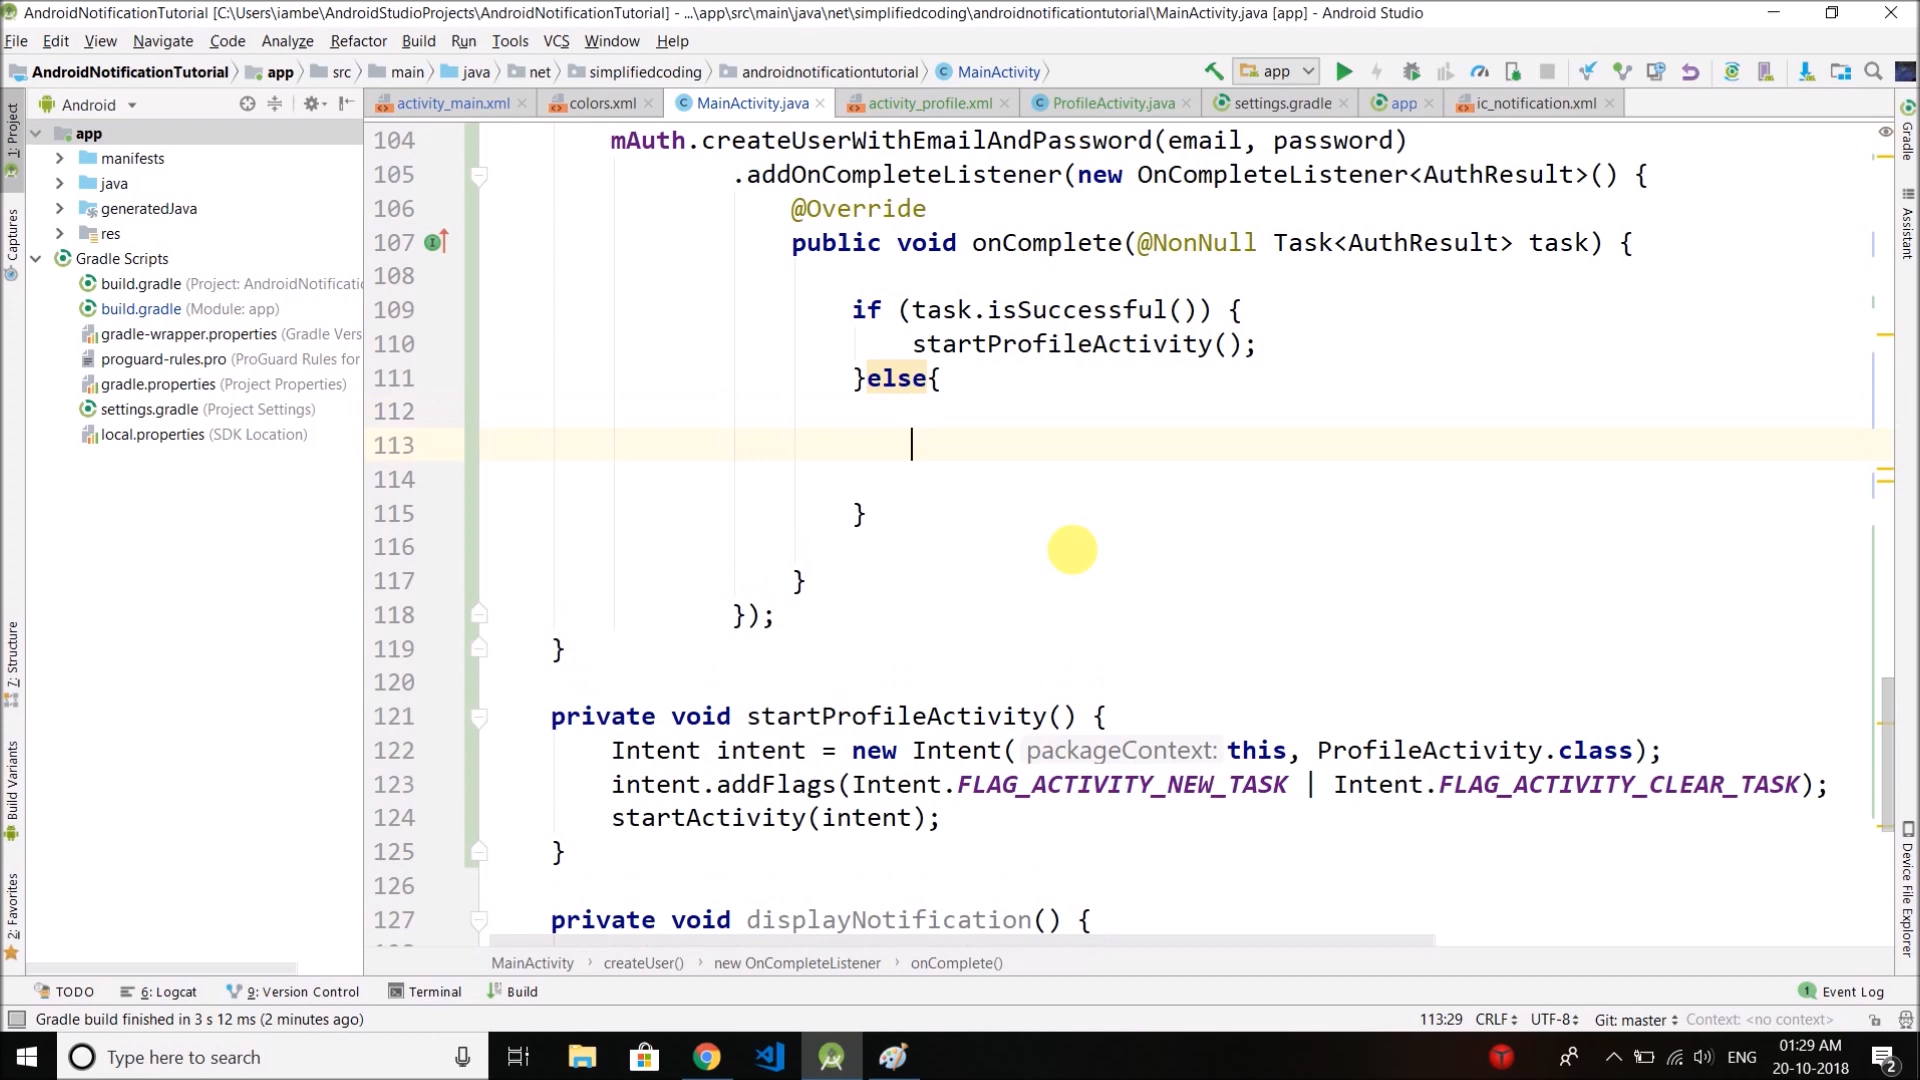 AndroidNotificationTutorial [C:\Users\iambe\AndroidStudioProjects\AndroidNotificationTutorial] - ...\app\src\main\java\net\simplifiedcoding\androidnotificationtutorial\MainActivity.java [app] - Android Studio
File Edit View Navigate Code Analyze Refactor Build Run Tools VCS Window Help
AndroidNotificationTutorial app src main java net simplifiedcoding androidnotificationtutorial MainActivity app
Android
activity_main.xml colors.xml MainActivity.java activity_profile.xml ProfileActivity.java settings.gradle app ic_notification.xml
1: Project
Captures
7: Structure
Build Variants
2: Favorites
app
manifests
java
generatedJava
res
Gradle Scripts
build.gradle (Project: AndroidNotificatio
build.gradle (Module: app)
gradle-wrapper.properties (Gradle Vers
proguard-rules.pro (ProGuard Rules for
gradle.properties (Project Properties)
settings.gradle (Project Settings)
local.properties (SDK Location)
104 mAuth.createUserWithEmailAndPassword(email, password)
105 .addOnCompleteListener(new OnCompleteListener<AuthResult>() {
106 @Override
107 public void onComplete(@NonNull Task<AuthResult> task) {
108
109 if (task.isSuccessful()) {
110 startProfileActivity();
111 }else{
112
113
114
115 }
116
117 }
118 });
119 }
120
121 private void startProfileActivity() {
122 Intent intent = new Intent( packageContext: this, ProfileActivity.class);
123 intent.addFlags(Intent.FLAG_ACTIVITY_NEW_TASK | Intent.FLAG_ACTIVITY_CLEAR_TASK);
124 startActivity(intent);
125 }
126
127 private void displayNotification() {
Gradle
Assistant
Device File Explorer
MainActivity › createUser() › new OnCompleteListener › onComplete()
TODO 6: Logcat 9: Version Control Terminal Build 1 Event Log
Gradle build finished in 3 s 12 ms (2 minutes ago) 113:29 CRLF UTF-8 Git: master Context: <no context>
Type here to search ENG 01:29 AM
20-10-2018 2